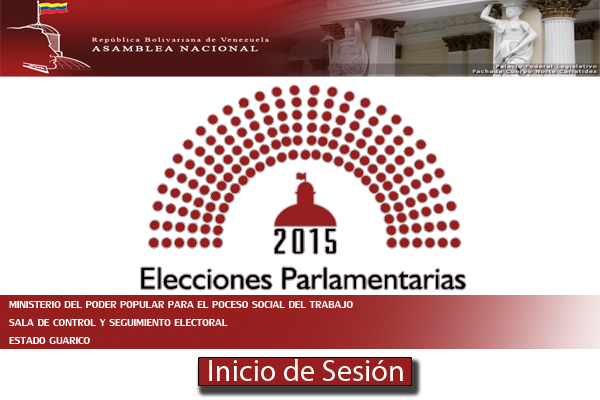 República Bolivariana de Venezuela
ASAMBLEA NACIONAL
Palacio Federal Legislativo
Fachada Cuerpo Norte Cariátides
2015
Elecciones Parlamentarias
MINISTERIO DEL PODER POPULAR PARA EL POCESO SOCIAL DEL TRABAJO
SALA DE CONTROL Y SEGUIMIENTO ELECTORAL
ESTADO GUARICO
Inicio de Sesión